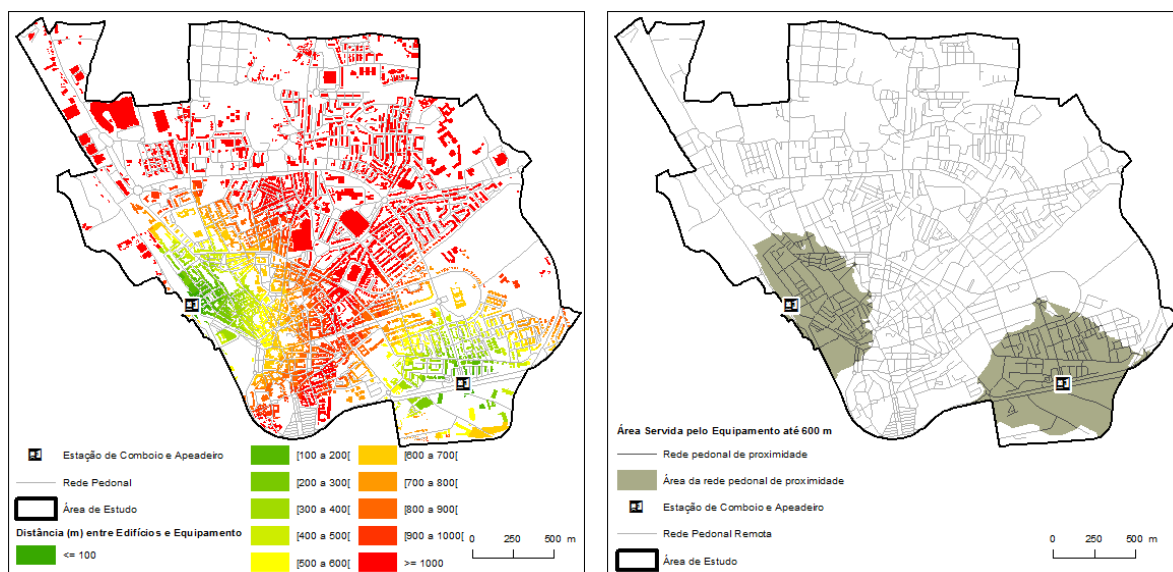 Estação de Comboio e Apeadeiro
Rede Pedonal
Área de Estudo
Distância (m) entre Edifícios e Equipamento
<= 100
[100 a 200[
[200 a 300[
[300 a 400[
[400 a 500[
[500 a 600[
[600 a 700[
[700 a 800[
[800 a 900[
[900 a 1000[
>= 1000
0 500 m
Área Servida pelo Equipamento até 600 m
Rede pedonal de proximidade
Área da rede pedonal de proximidade
Estação de Comboio e Apeadeiro
Rede Pedonal Remota
Área de Estudo
0 500 m